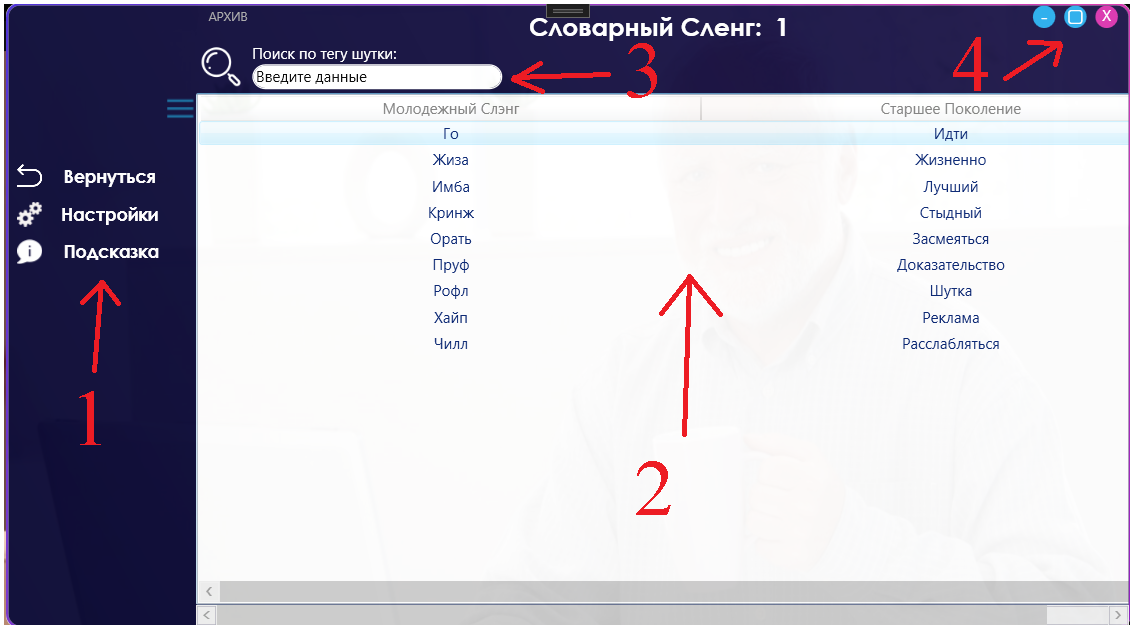 АРХИВ
Словарный Сленг: 1
X
Поиск по тегу шутки:
Введите данные
3
4
Молодежный Слэнг Старшее Поколение
Го Идти
Жиза Жизненно
Имба Лучший
Кринж Стыдный
Орать Засмеяться
Пруф Доказательство
Рофл Шутка
Хайп Реклама
Чилл Расслабляться
Вернуться
Настройки
Подсказка
1
2